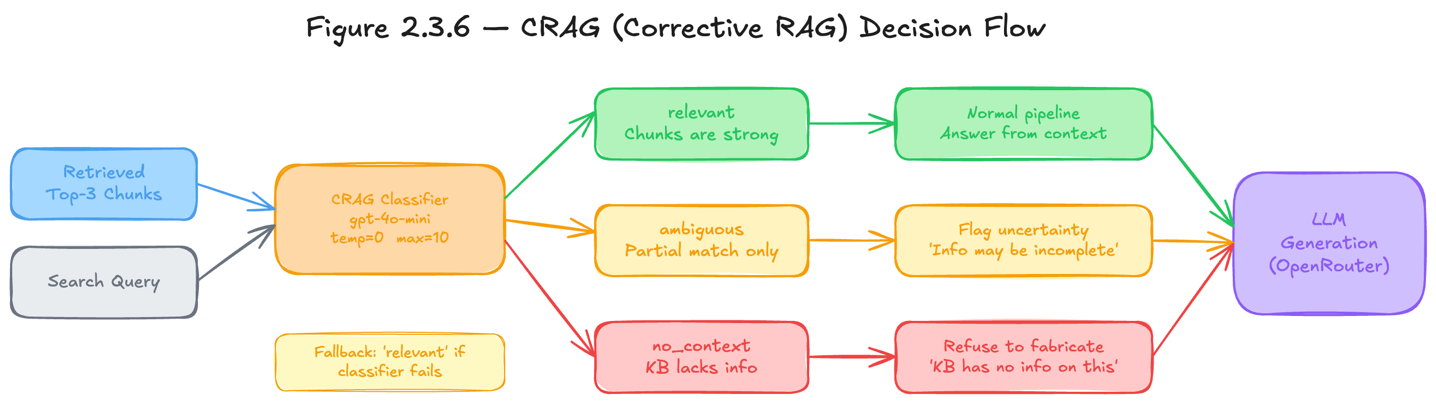 Figure 2.3.6 — CRAG (Corrective RAG) Decision Flow
Retrieved
Top-3 Chunks
Search Query
CRAG Classifier
gpt-4o-mini
temp=0 max=10
Fallback: 'relevant' if
classifier fails
relevant
Chunks are strong
Normal pipeline
Answer from context
ambiguous
Partial match only
Flag uncertainty
'Info may be incomplete'
no_context
KB lacks info
Refuse to fabricate
'KB has no info on this'
LLM
Generation
(OpenRouter)